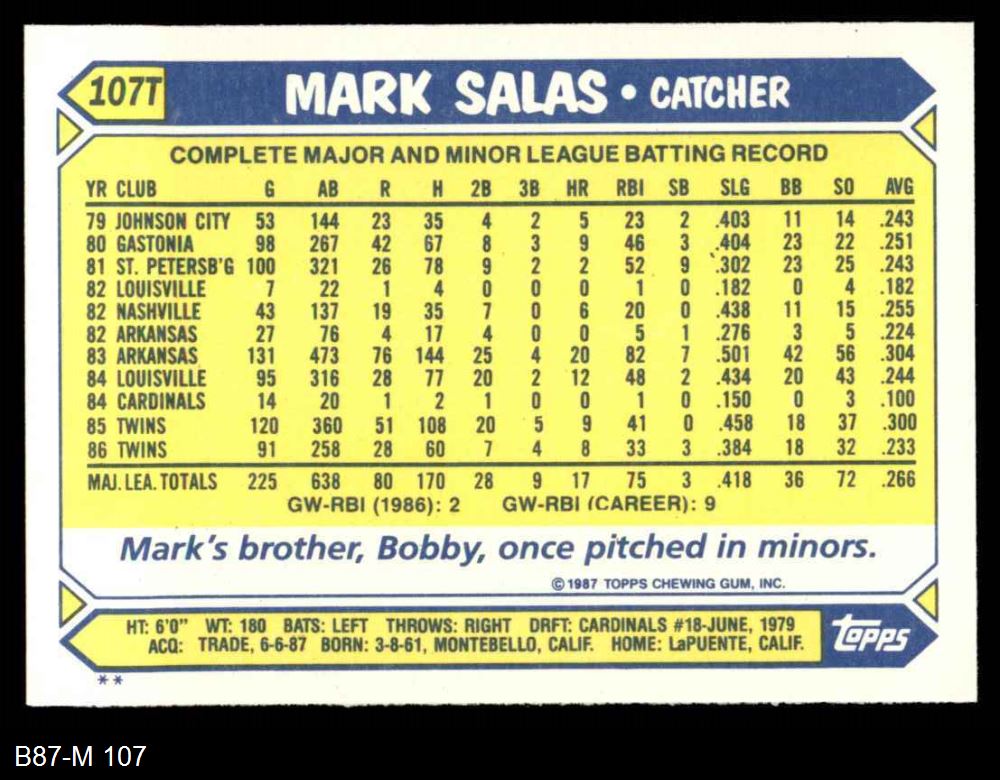 107T MARK SALAS • CATCHER
COMPLETE MAJOR AND MINOR LEAGUE BATTING RECORD
YR CLUB G AB R H 2B 3B HR RBI SB SLG BB SO AVG
79 JOHNSON CITY 53 144 23 35 4 2 5 23 2 .403 11 14 .243
80 GASTONIA 98 267 42 67 8 3 9 46 3 .404 23 22 .251
81 ST. PETERSB'G 100 321 26 78 9 2 2 52 9 .302 23 25 .243
82 LOUISVILLE 7 22 1 4 0 0 0 1 0 .182 0 4 .182
82 NASHVILLE 43 137 19 35 7 0 6 20 0 .438 11 15 .255
82 ARKANSAS 27 76 4 17 4 0 0 5 1 .276 3 5 .224
83 ARKANSAS 131 473 76 144 25 4 20 82 7 .501 42 56 .304
84 LOUISVILLE 95 316 28 77 20 2 12 48 2 .434 20 43 .244
84 CARDINALS 14 20 1 2 1 0 0 1 0 .150 0 3 .100
85 TWINS 120 360 51 108 20 5 9 41 0 .458 18 37 .300
86 TWINS 91 258 28 60 7 4 8 33 3 .384 18 32 .233
MAJ. LEA. TOTALS 225 638 80 170 28 9 17 75 3 .418 36 72 .266
GW-RBI (1986): 2 GW-RBI (CAREER): 9
Mark's brother, Bobby, once pitched in minors.
© 1987 TOPPS CHEWING GUM, INC.
HT: 6'0" WT: 180 BATS: LEFT THROWS: RIGHT DRFT: CARDINALS #18-JUNE, 1979
ACQ: TRADE, 6-6-87 BORN: 3-8-61, MONTEBELLO, CALIF. HOME: LaPUENTE, CALIF.
topps
**
B87-M 107